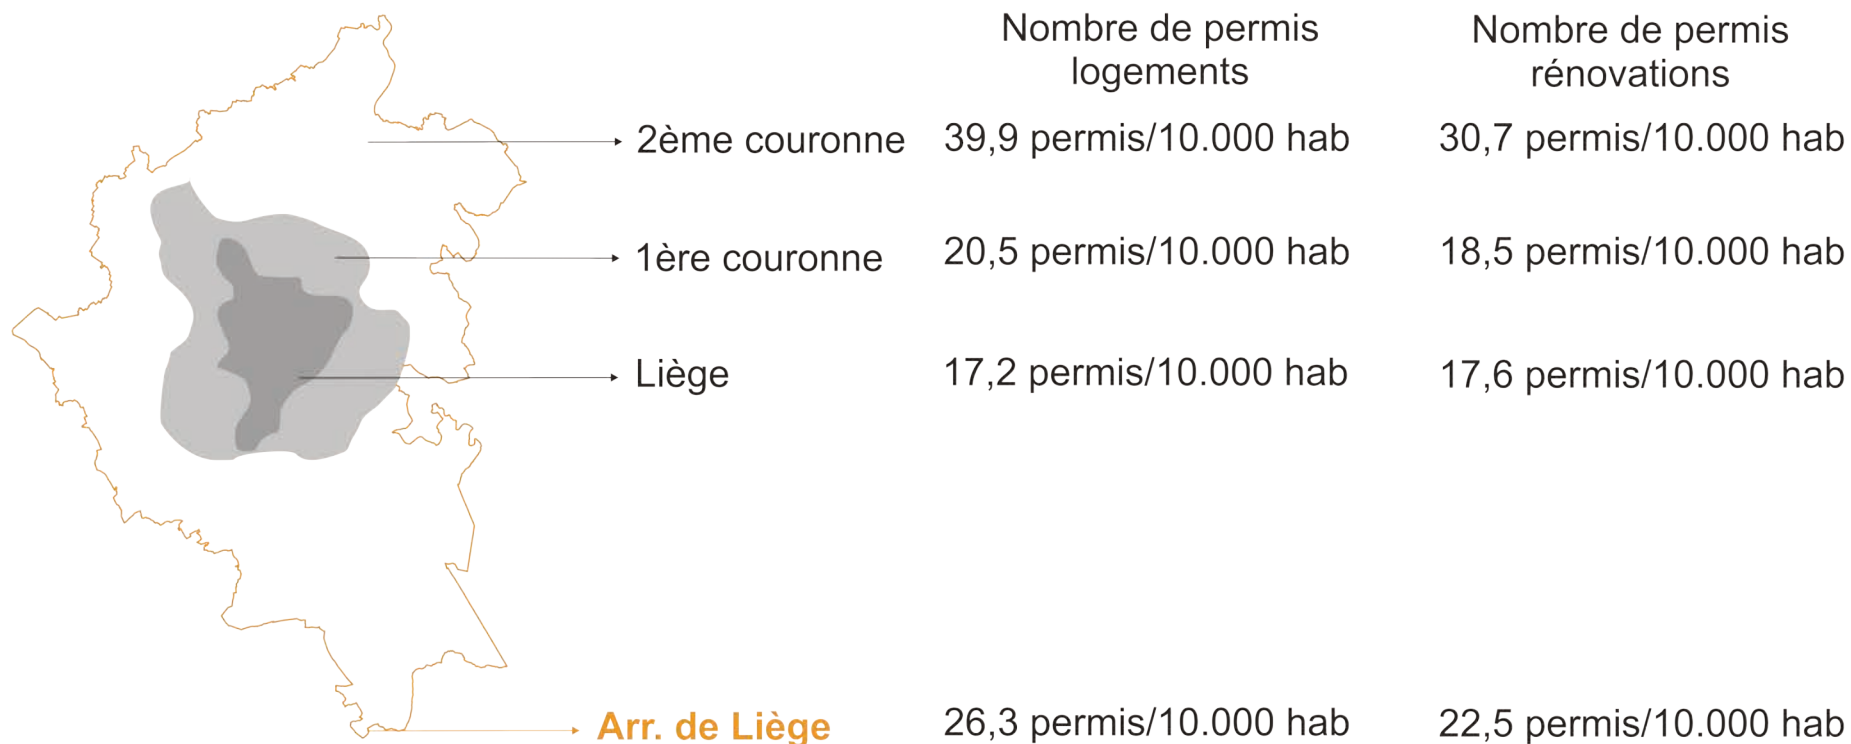 Nombre de permis
logements
Nombre de permis
rénovations
2ème couronne 39,9 permis/10.000 hab 30,7 permis/10.000 hab
1ère couronne 20,5 permis/10.000 hab 18,5 permis/10.000 hab
Liège 17,2 permis/10.000 hab 17,6 permis/10.000 hab
Arr. de Liège 26,3 permis/10.000 hab 22,5 permis/10.000 hab